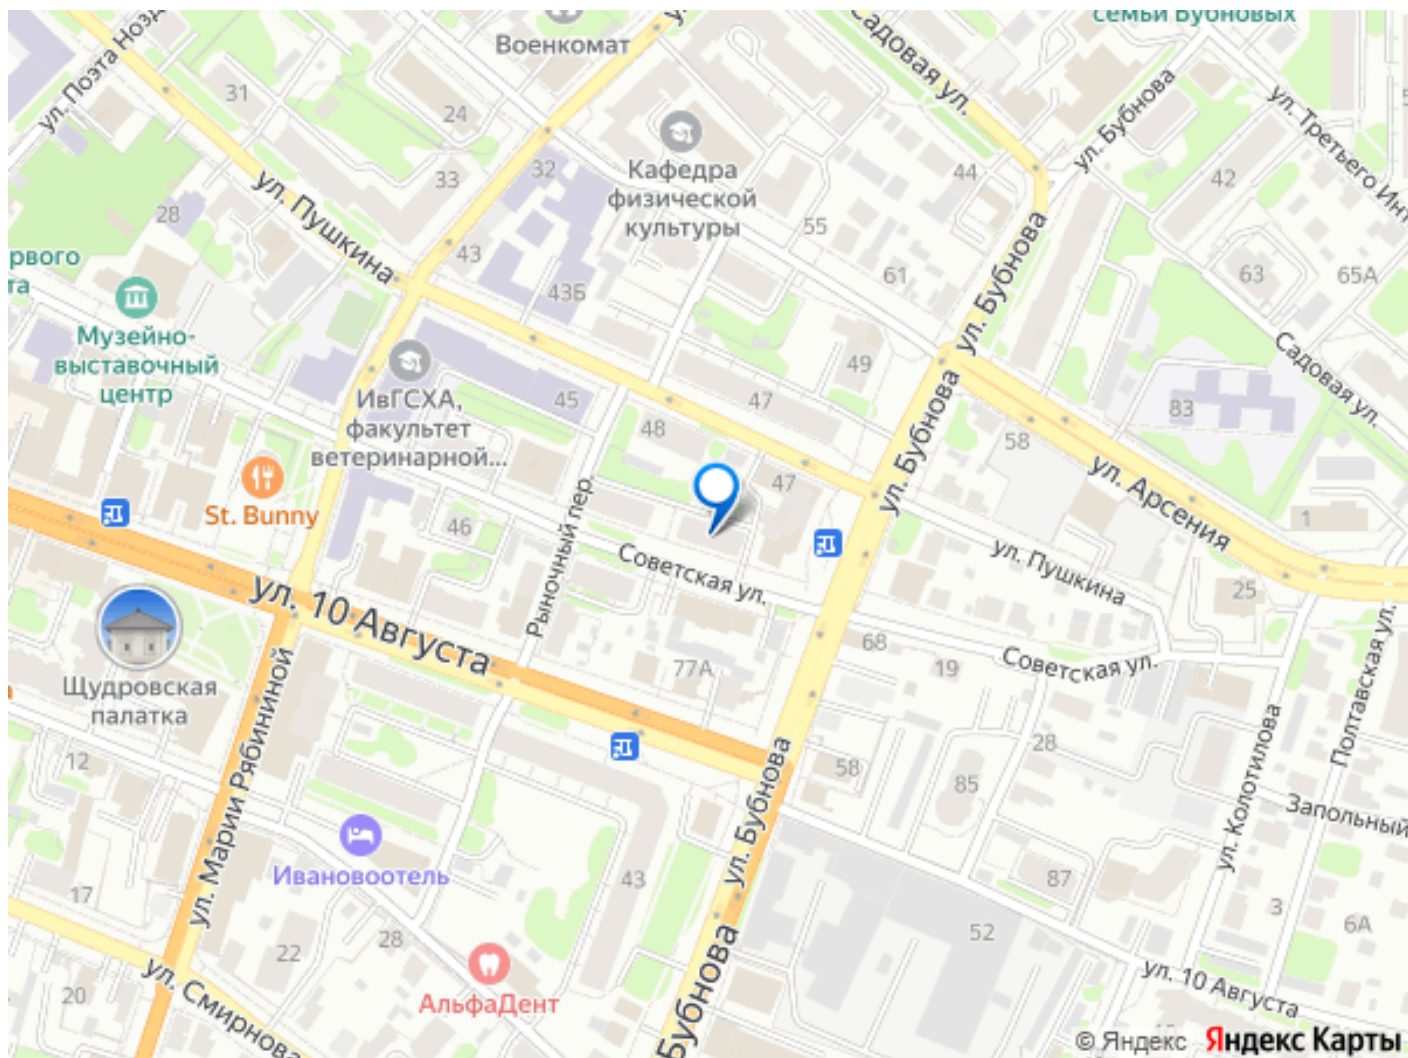 семьи Бубновых
Военкомат
Садовая ул.
ул. Поэта Нозд
31
24
ул. Бубнова
ул. Третьего Инт
Кафедра
физической
культуры
32
33
44
42
28
ул. Пушкина
55
43
рвого
та
61
63
65А
43Б
ул. Бубнова
Музейно-
выставочный
центр
49
Садовая ул.
ИвГСХА,
факультет
ветеринарной...
45
47
83
ул. Бубнова
48
58
47
ул. Арсения
St. Bunny
46
1
Рыночный пер.
Советская ул.
ул. Пушкина
25
ул. 10 Августа
68
19
Советская ул.
77А
Щудровская
палатка
Полтавская ул.
ул. Марии Рябининой
28
12
58
85
ул. Бубнова
ул. Колотилова
Запольный
Ивановоотель
43
87
17
3
6А
28
22
52
ул. Смирнова
20
АльфаДент
Бубнова
ул. 10 Августа
© Яндекс Яндекс Карты